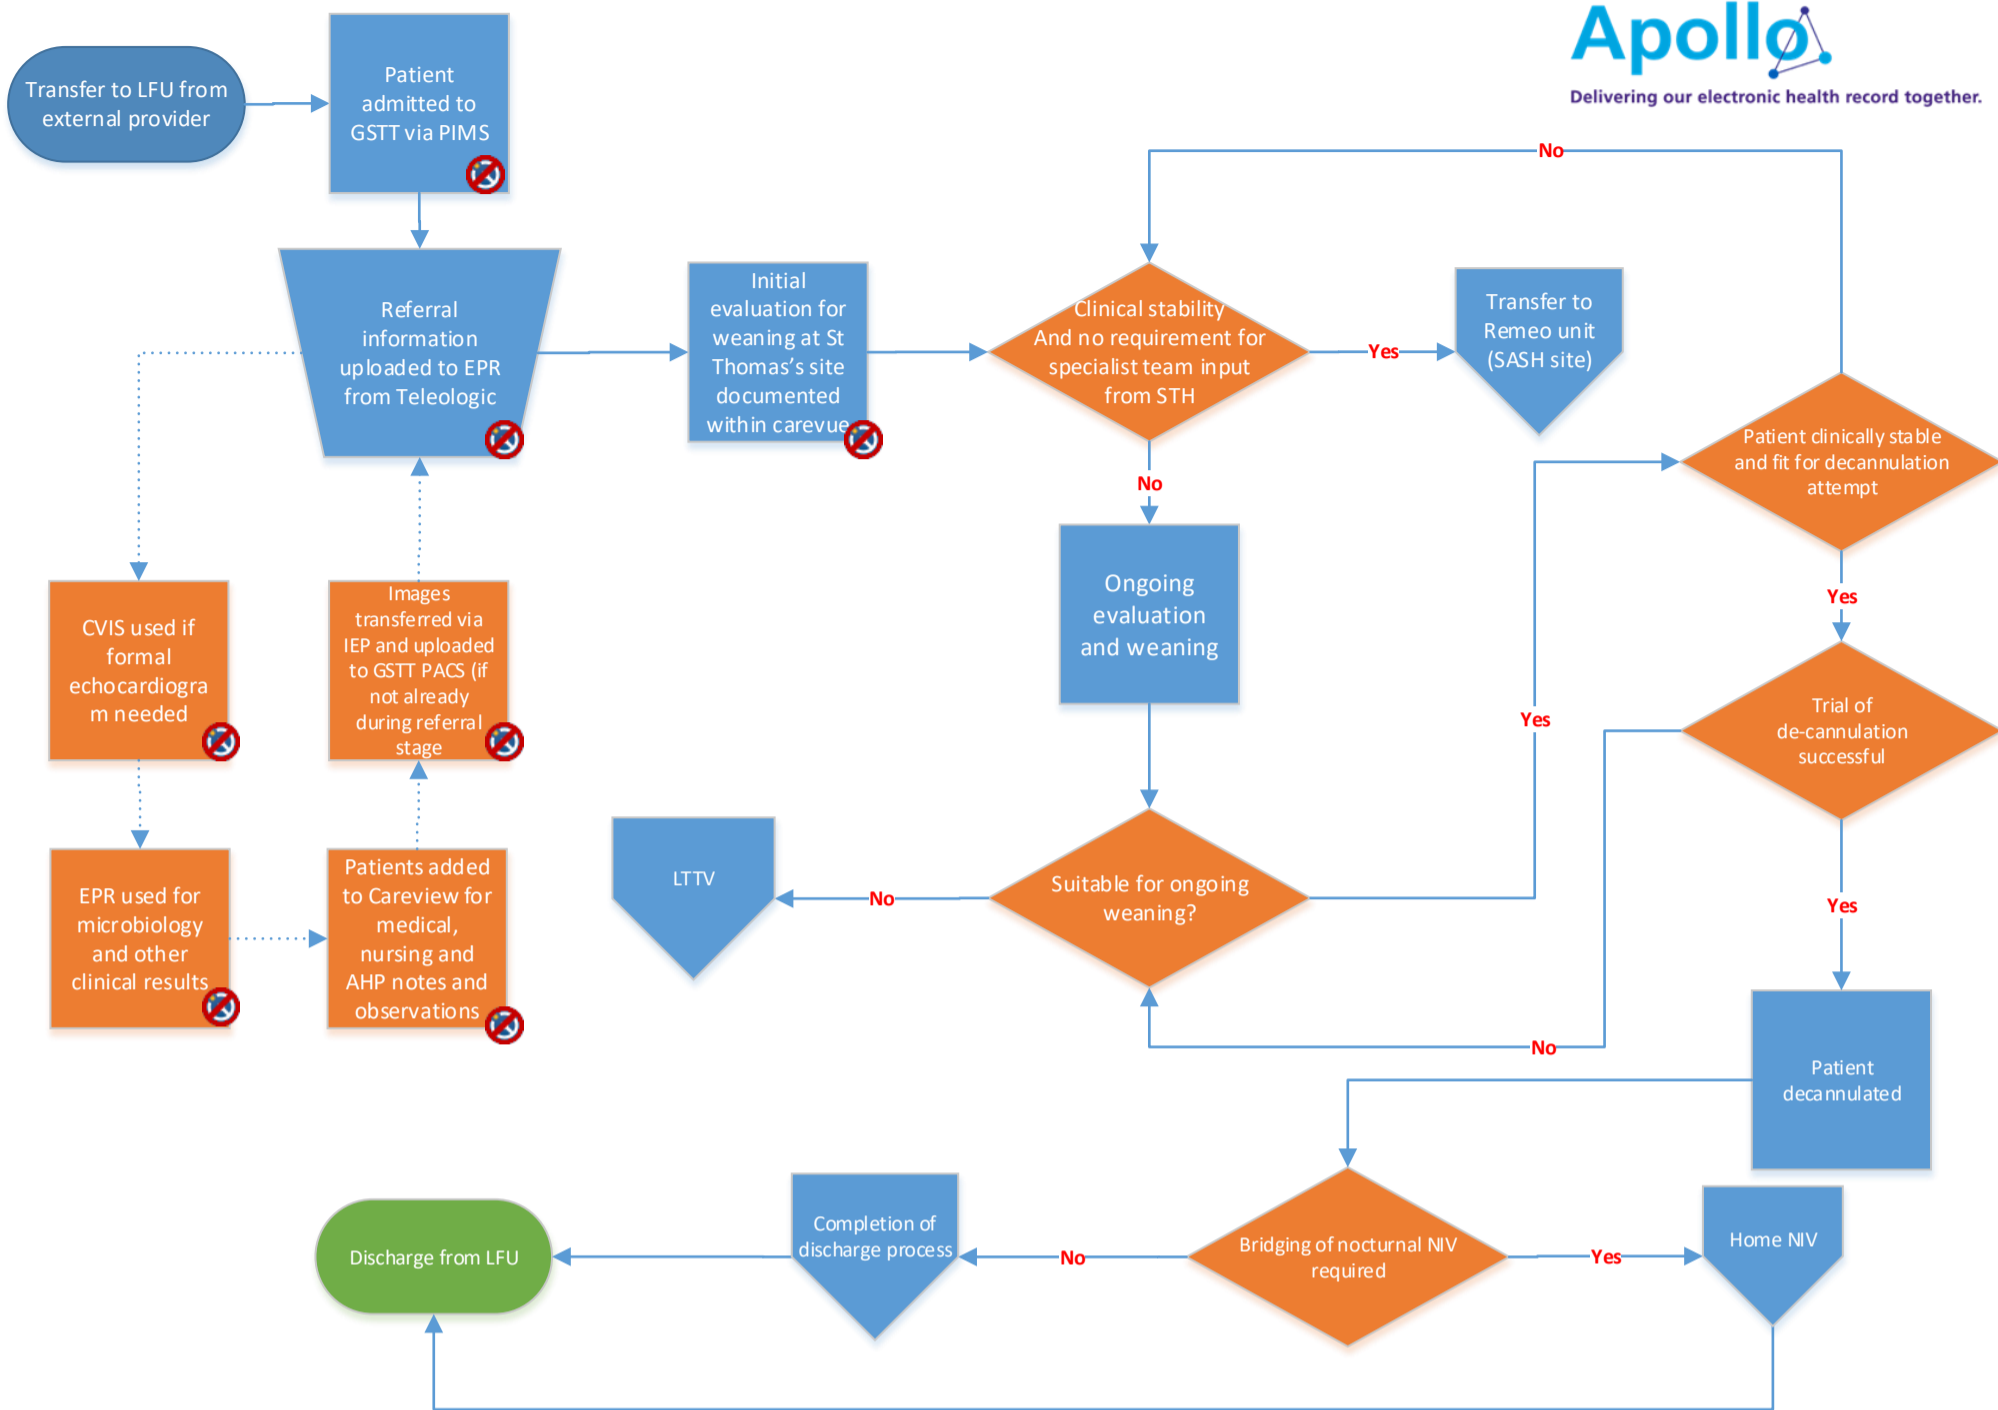 Apollo
Delivering our electronic health record together.
Transfer to LFU from
external provider
Patient
admitted to
GSTT via PIMS
No
Referral
information
uploaded to EPR
from Teleologic
Initial
evaluation for
weaning at St
Thomas's site
documented
within carevue
Clinical stability
And no requirement for
specialist team input
from STH
Yes
Transfer to
Remeo unit
(SASH site)
Patient clinically stable
and fit for decannulation
attempt
No
Yes
Ongoing
evaluation
and weaning
CVIS used if
formal
echocardiogra
m needed
Images
transferred via
IEP and uploaded
to GSTT PACS (if
not already
during referral
stage
Yes
Trial of
de-cannulation
successful
EPR used for
microbiology
and other
clinical results
Patients added
to Careview for
medical,
nursing and
AHP notes and
observations
LTTV
No
Suitable for ongoing
weaning?
Yes
No
Patient
decannulated
Discharge from LFU
Completion of
discharge process
No
Bridging of nocturnal NIV
required
Yes
Home NIV